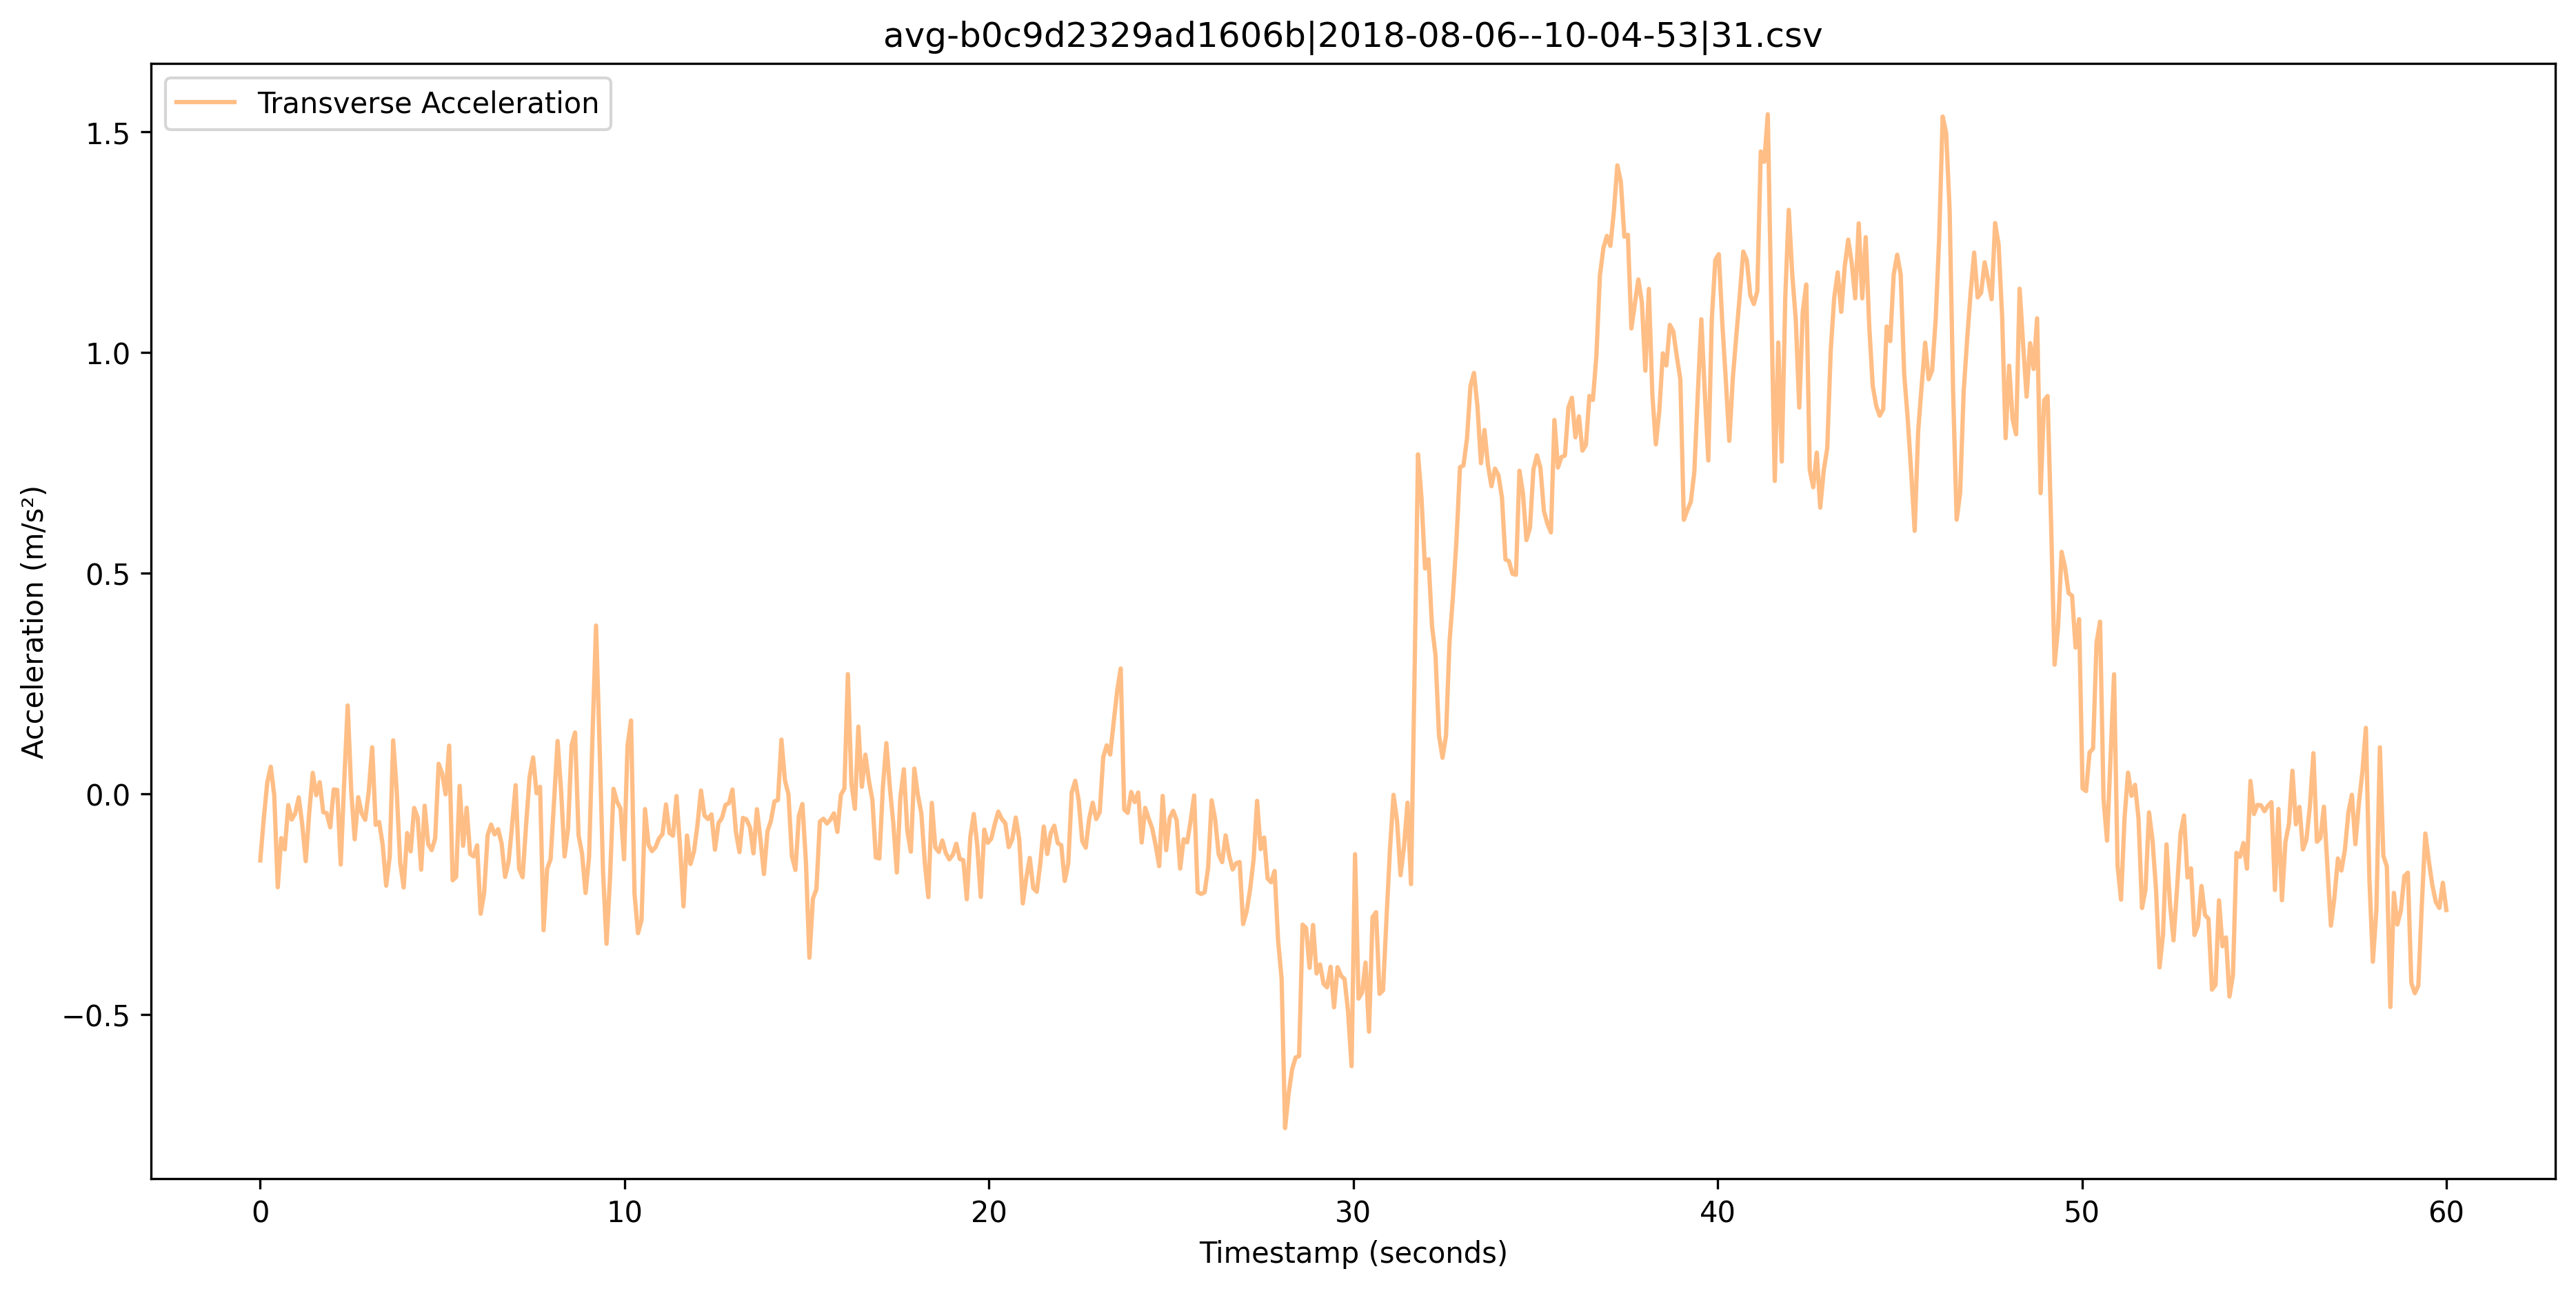 avg-b0c9d2329ad1606b|2018-08-06--10-04-53|31.csv
Transverse Acceleration
1.5
1.0
0.5
0.0
−0.5
Acceleration (m/s²)
0 10 20 30 40 50 60
Timestamp (seconds)